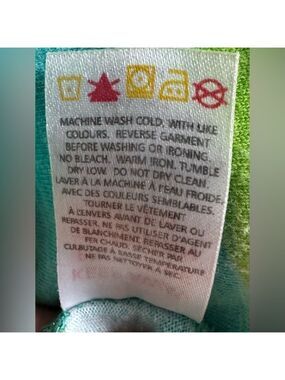 MACHINE WASH COLD. WITH LIKE
COLOURS. REVERSE GARMENT
BEFORE WASHING OR IRONING.
NO BLEACH. WARM IRON. TUMBLE
DRY LOW. DO NOT DRY CLEAN.
LAVER À LA MACHINE À L'EAU FROIDE,
AVEC DES COULEURS SEMBLABLES.
TOURNER LE VÊTEMENT
À L'ENVERS AVANT DE LAVER OU
REPASSER. NE PAS UTILISER D'AGENT
DE BLANCHIMENT. REPASSER AU
FER CHAUD. SÉCHER PAR
CULBUTAGE À BASSE TEMPÉRATURE
NE PAS NETTOYER À SEC.